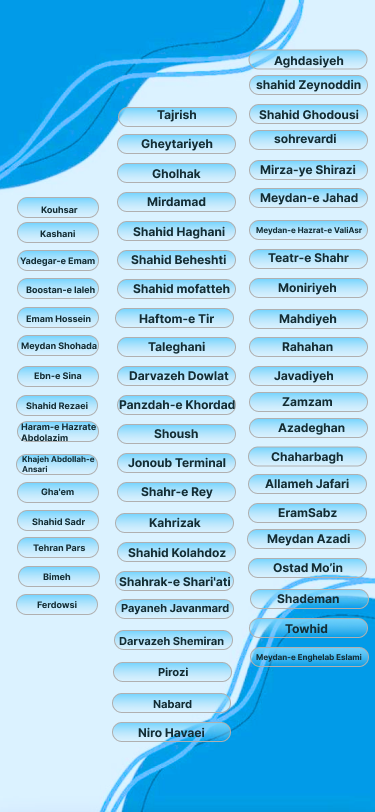 Kouhsar
Kashani
Yadegar-e Emam
Boostan-e laleh
Emam Hossein
Meydan Shohada
Ebn-e Sina
Shahid Rezaei
Haram-e Hazrate
Abdolazim
Khajeh Abdollah-e
Ansari
Gha'em
Shahid Sadr
Tehran Pars
Bimeh
Ferdowsi
Tajrish
Gheytariyeh
Gholhak
Mirdamad
Shahid Haghani
Shahid Beheshti
Shahid mofatteh
Haftom-e Tir
Taleghani
Darvazeh Dowlat
Panzdah-e Khordad
Shoush
Jonoub Terminal
Shahr-e Rey
Kahrizak
Shahid Kolahdoz
Shahrak-e Shari'ati
Payaneh Javanmard
Darvazeh Shemiran
Pirozi
Nabard
Niro Havaei
Aghdasiyeh
shahid Zeynoddin
Shahid Ghodousi
sohrevardi
Mirza-ye Shirazi
Meydan-e Jahad
Meydan-e Hazrat-e ValiAsr
Teatr-e Shahr
Moniriyeh
Mahdiyeh
Rahahan
Javadiyeh
Zamzam
Azadeghan
Chaharbagh
Allameh Jafari
EramSabz
Meydan Azadi
Ostad Mo'in
Shademan
Towhid
Meydan-e Enghelab Eslami